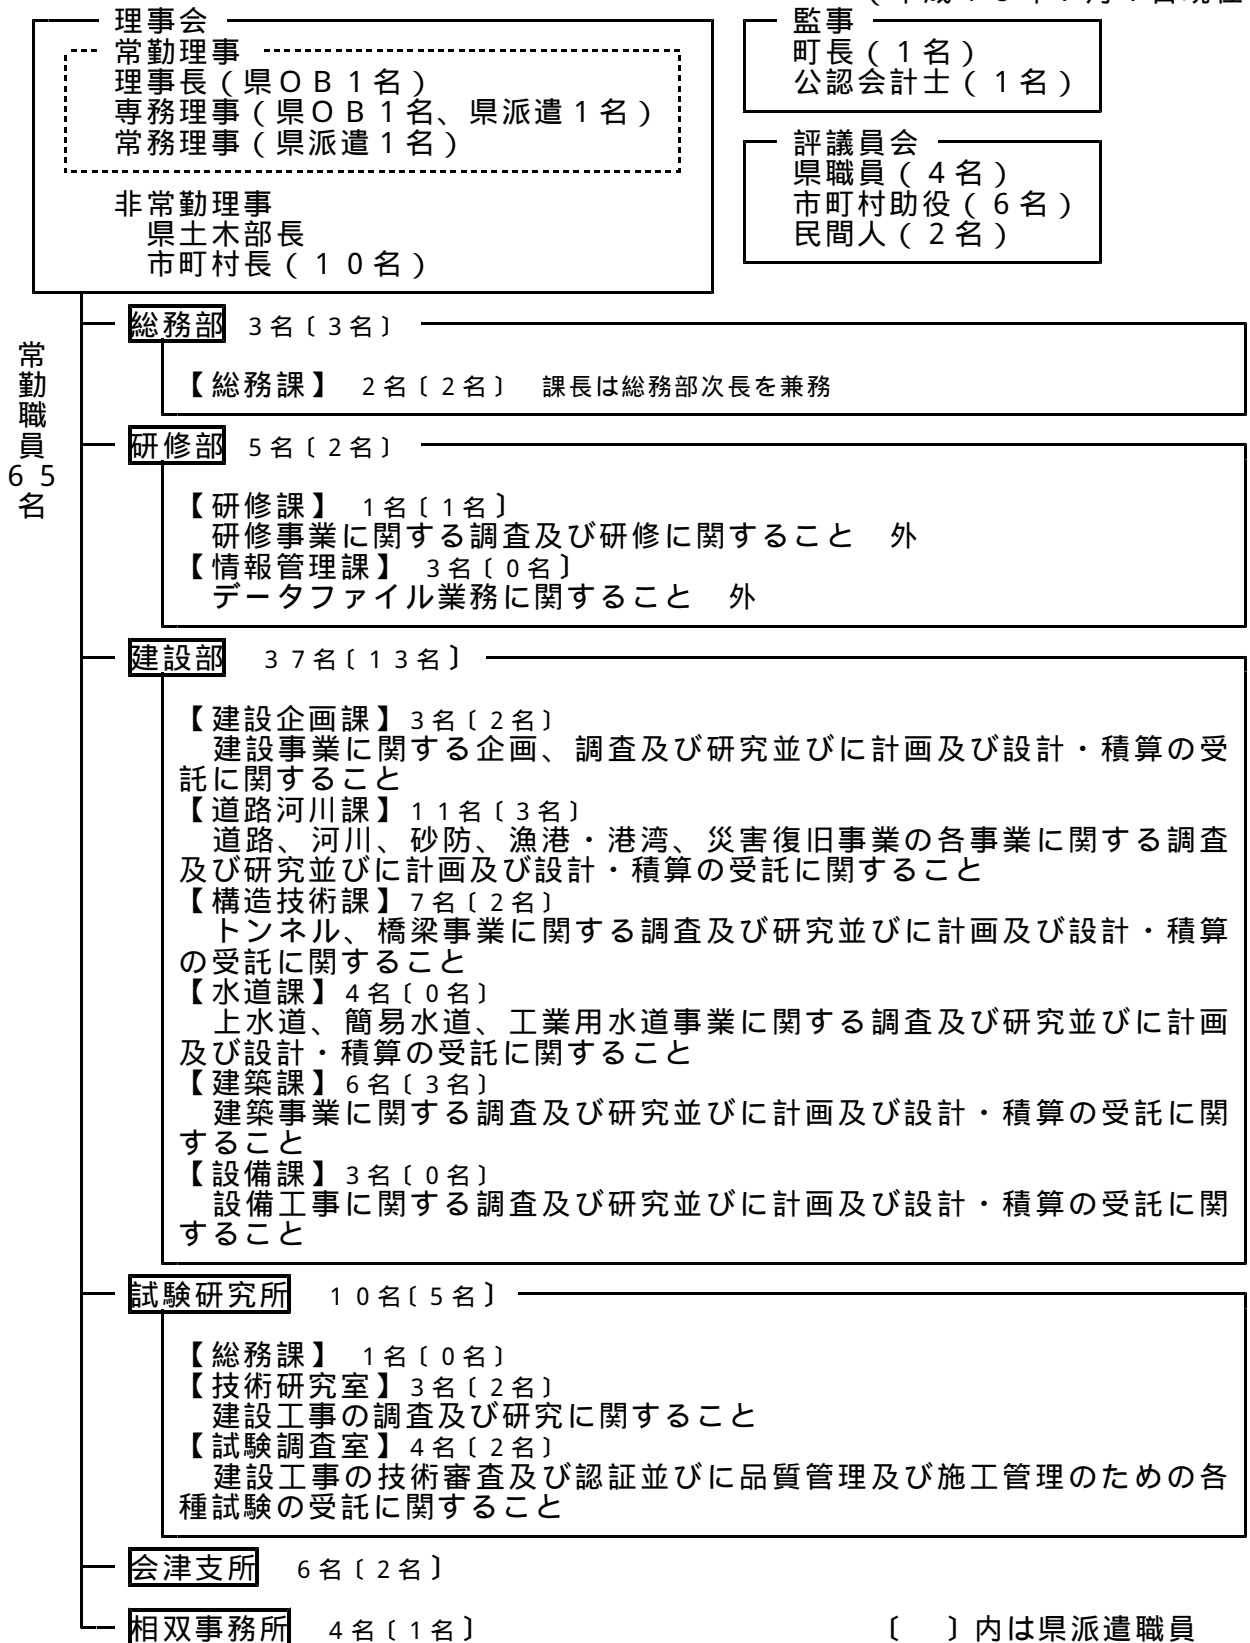 理事会
常勤理事
理事長（県ＯＢ１名）
専務理事（県ＯＢ１名、県派遣１名）
常務理事（県派遣１名）
非常勤理事
県土木部長
市町村長（１０名）
監事
町長（１名）
公認会計士（１名）
評議員会
県職員（４名）
市町村助役（６名）
民間人（２名）
常勤職員６５名
総務部 ３名〔３名〕
【総務課】 ２名〔２名〕 課長は総務部次長を兼務
研修部 ５名〔２名〕
【研修課】 １名〔１名〕
研修事業に関する調査及び研修に関すること 外
【情報管理課】 ３名〔０名〕
データファイル業務に関すること 外
建設部 ３７名〔１３名〕
【建設企画課】３名〔２名〕
建設事業に関する企画、調査及び研究並びに計画及び設計・積算の受
託に関すること
【道路河川課】１１名〔３名〕
道路、河川、砂防、漁港・港湾、災害復旧事業の各事業に関する調査
及び研究並びに計画及び設計・積算の受託に関すること
【構造技術課】７名〔２名〕
トンネル、橋梁事業に関する調査及び研究並びに計画及び設計・積算
の受託に関すること
【水道課】４名〔０名〕
上水道、簡易水道、工業用水道事業に関する調査及び研究並びに計画
及び設計・積算の受託に関すること
【建築課】６名〔３名〕
建築事業に関する調査及び研究並びに計画及び設計・積算の受託に関
すること
【設備課】３名〔０名〕
設備工事に関する調査及び研究並びに計画及び設計・積算の受託に関
すること
試験研究所 １０名〔５名〕
【総務課】 １名〔０名〕
【技術研究室】３名〔２名〕
建設工事の調査及び研究に関すること
【試験調査室】４名〔２名〕
建設工事の技術審査及び認証並びに品質管理及び施工管理のための各
種試験の受託に関すること
会津支所 ６名〔２名〕
相双事務所 ４名〔１名〕
〔 〕内は県派遣職員